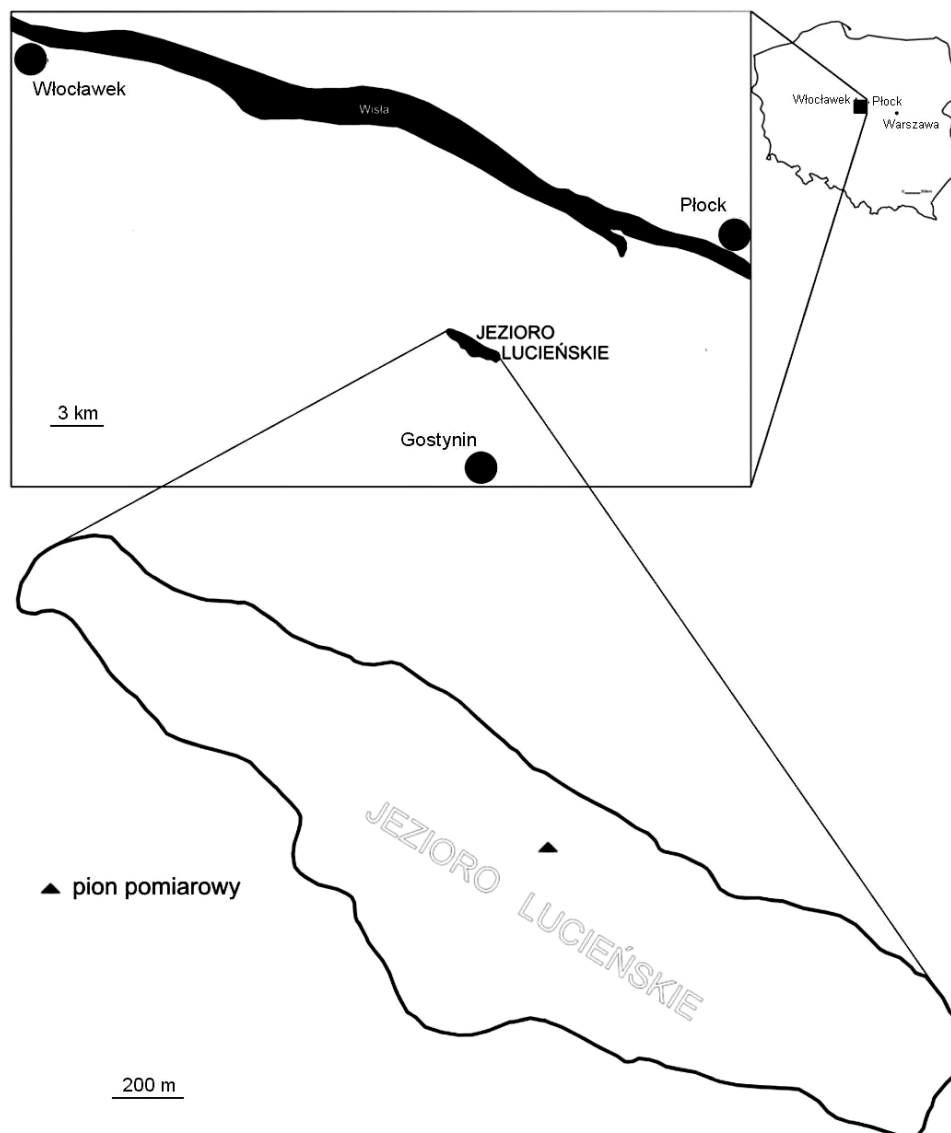 Włocławek
Wisła
Płock
JEZIORO
LUCIEŃSKIE
3 km
Gostynin
Włocławek
Płock
Warszawa
JEZIORO LUCIEŃSKIE
pion pomiarowy
200 m